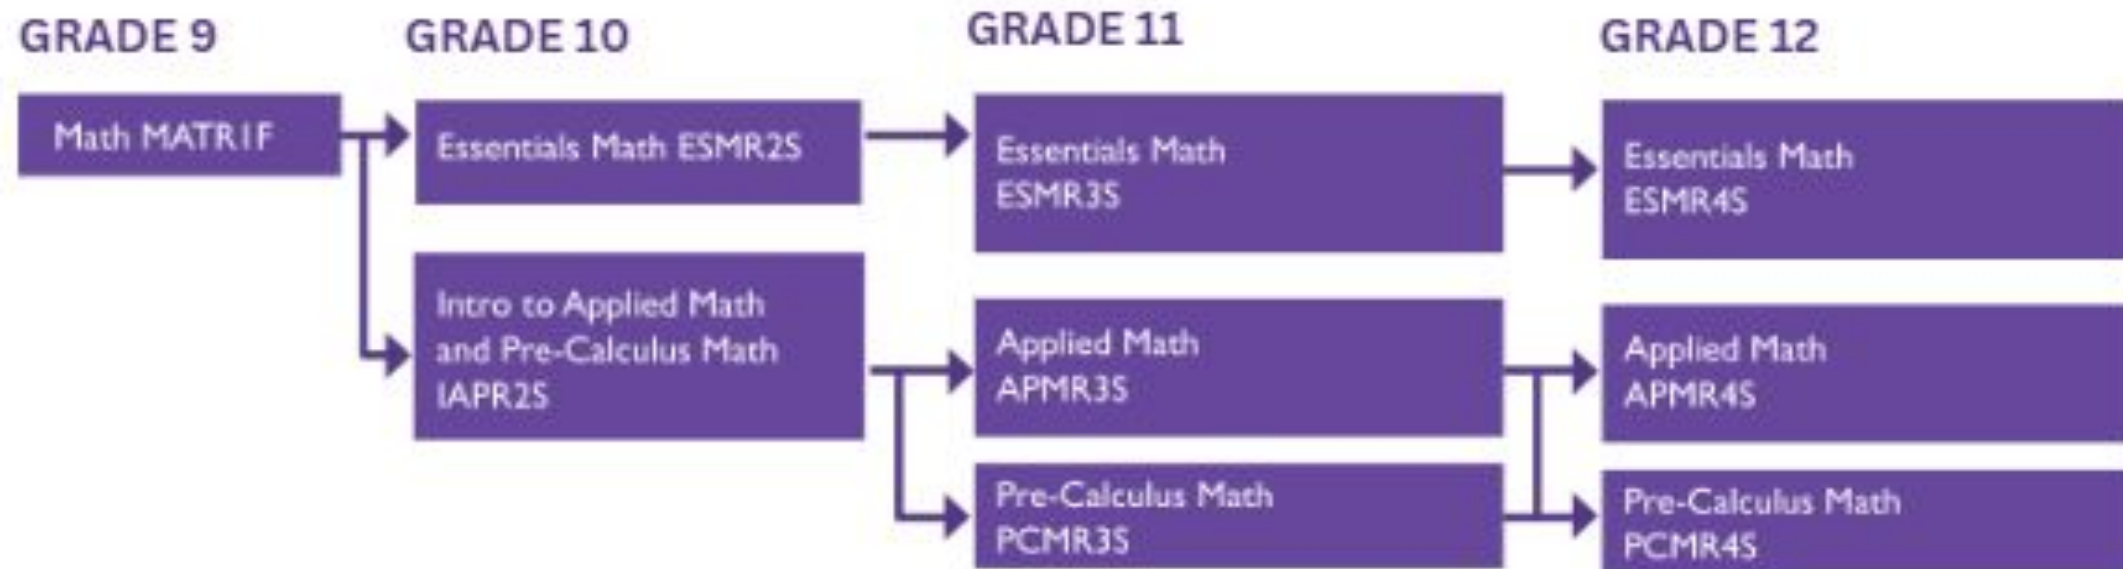 GRADE 9
GRADE 10
GRADE 11
GRADE 12
Math MATR1F
Essentials Math ESMR2S
Essentials Math
ESMR3S
Essentials Math
ESMR4S
Intro to Applied Math
and Pre-Calculus Math
IAPR2S
Applied Math
APMR3S
Applied Math
APMR4S
Pre-Calculus Math
PCMR3S
Pre-Calculus Math
PCMR4S